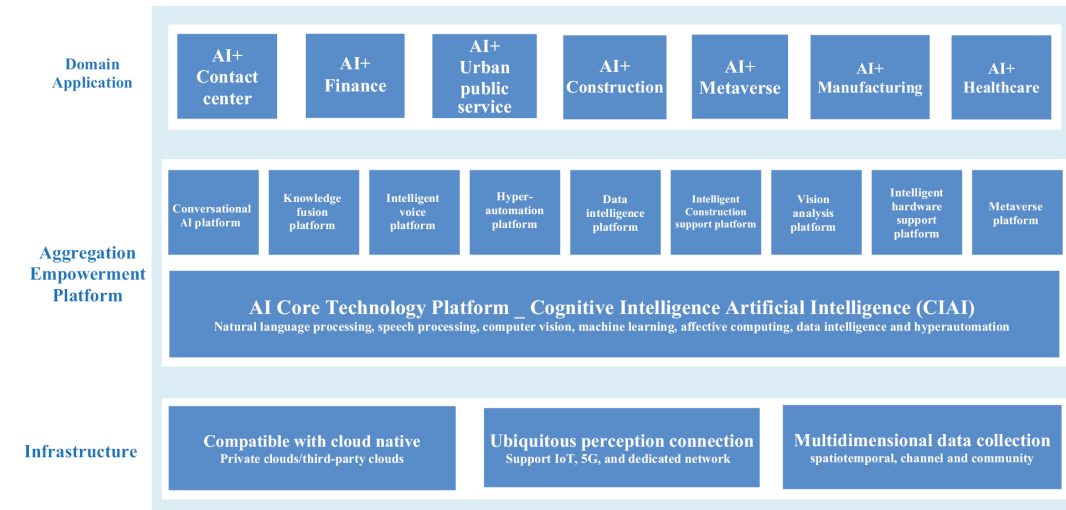 Domain
Application
AI+
Contact
center
AI+
Finance
AI+
Urban
public
service
AI+
Construction
AI+
Metaverse
AI+
Manufacturing
AI+
Healthcare
Aggregation
Empowerment
Platform
Conversational
AI platform
Knowledge
fusion
platform
Intelligent
voice
platform
Hyper-
automation
platform
Data
intelligence
platform
Intelligent
Construction
support platform
Vision
analysis
platform
Intelligent
hardware
support
platform
Metaverse
platform
AI Core Technology Platform _ Cognitive Intelligence Artificial Intelligence (CIAI)
Natural language processing, speech processing, computer vision, machine learning, affective computing, data intelligence and hyperautomation
Infrastructure
Compatible with cloud native
Private clouds/third-party clouds
Ubiquitous perception connection
Support IoT, 5G, and dedicated network
Multidimensional data collection
spatiotemporal, channel and community